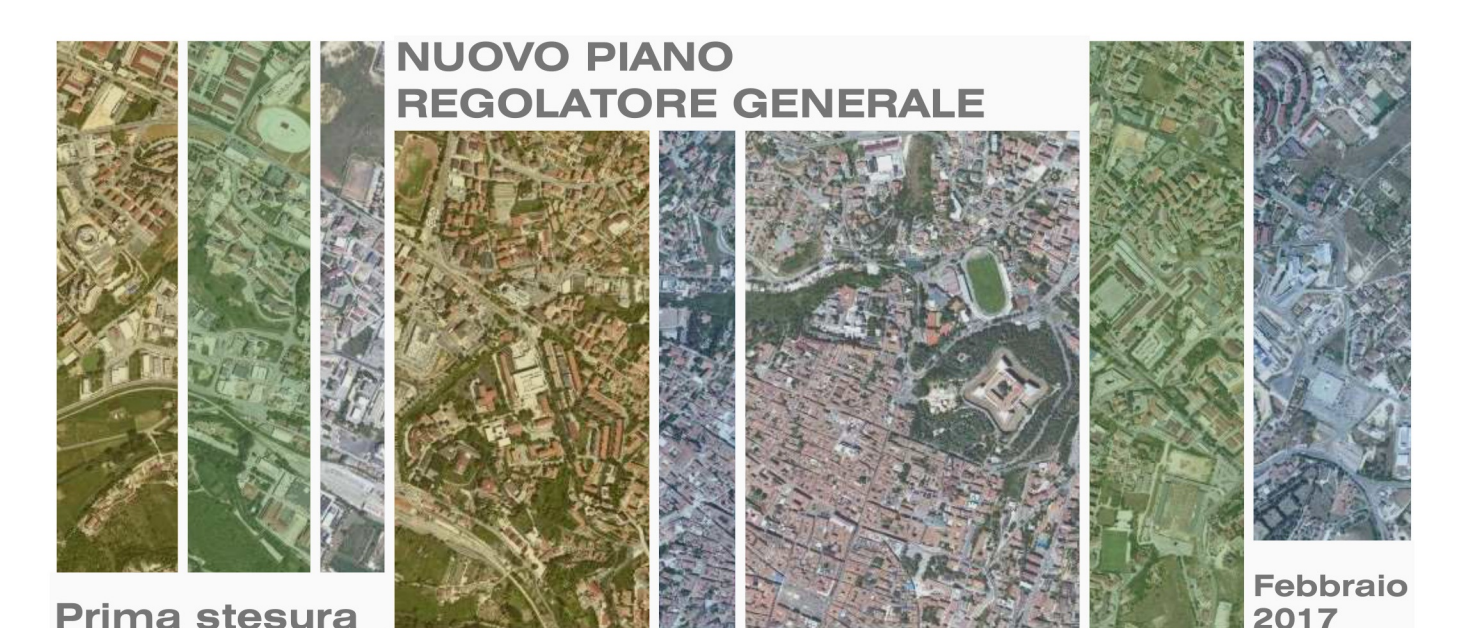 NUOVO PIANO
REGOLATORE GENERALE
Prima stesura
Febbraio
2017